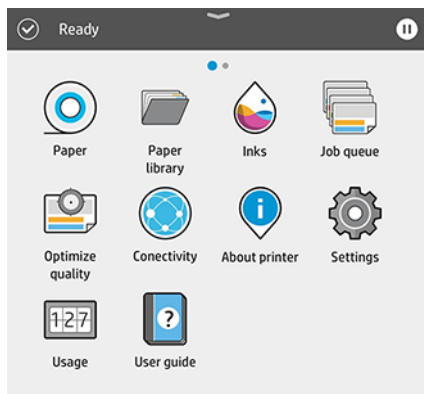 Ready
Paper
Paper
library
Inks
Job queue
Optimize
quality
Conectivity
About printer
Settings
127
Usage
?
User guide